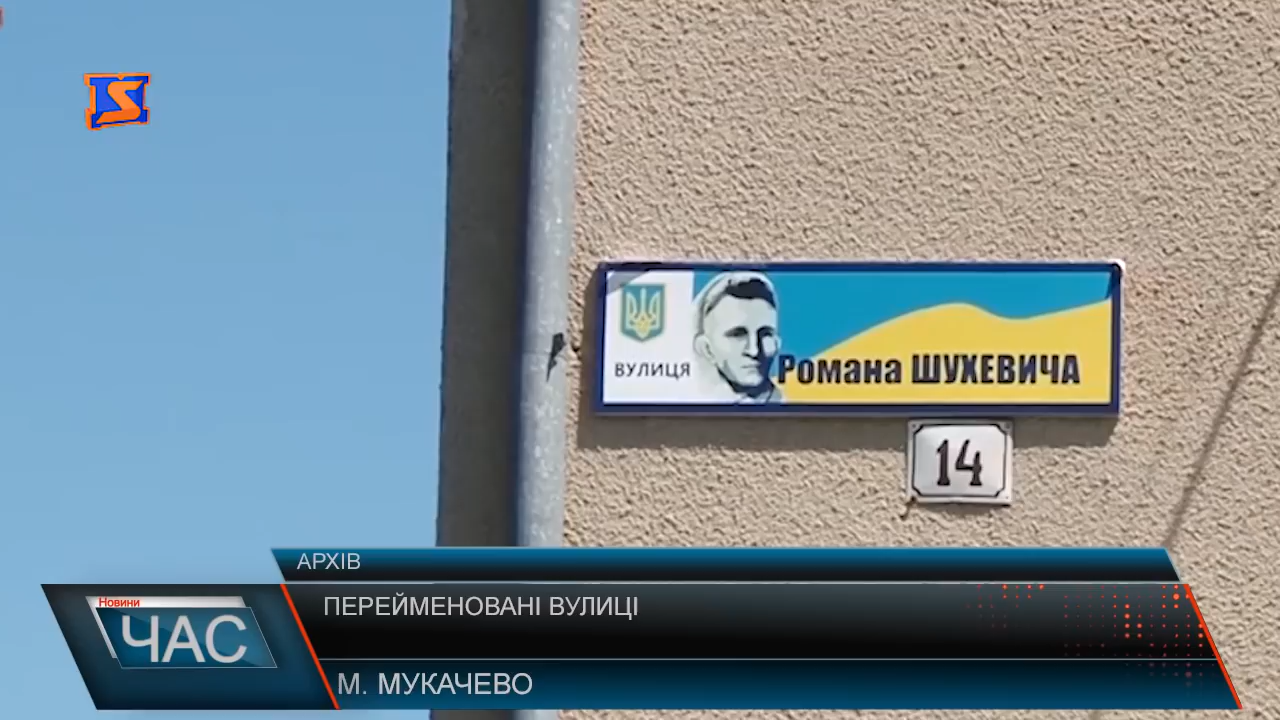 ВУЛИЦЯ
Романа ШУХЕВИЧА
14
АРХІВ
Новини
ЧАС
ПЕРЕЙМЕНОВАНІ ВУЛИЦІ
М. МУКАЧЕВО